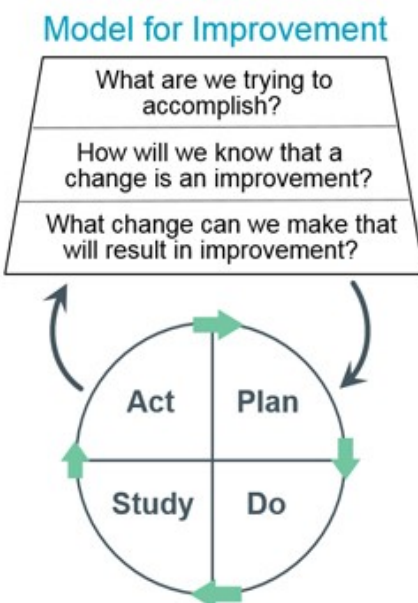 Model for Improvement
What are we trying to
accomplish?
How will we know that a
change is an improvement?
What change can we make that
will result in improvement?
Act
Plan
Study
Do